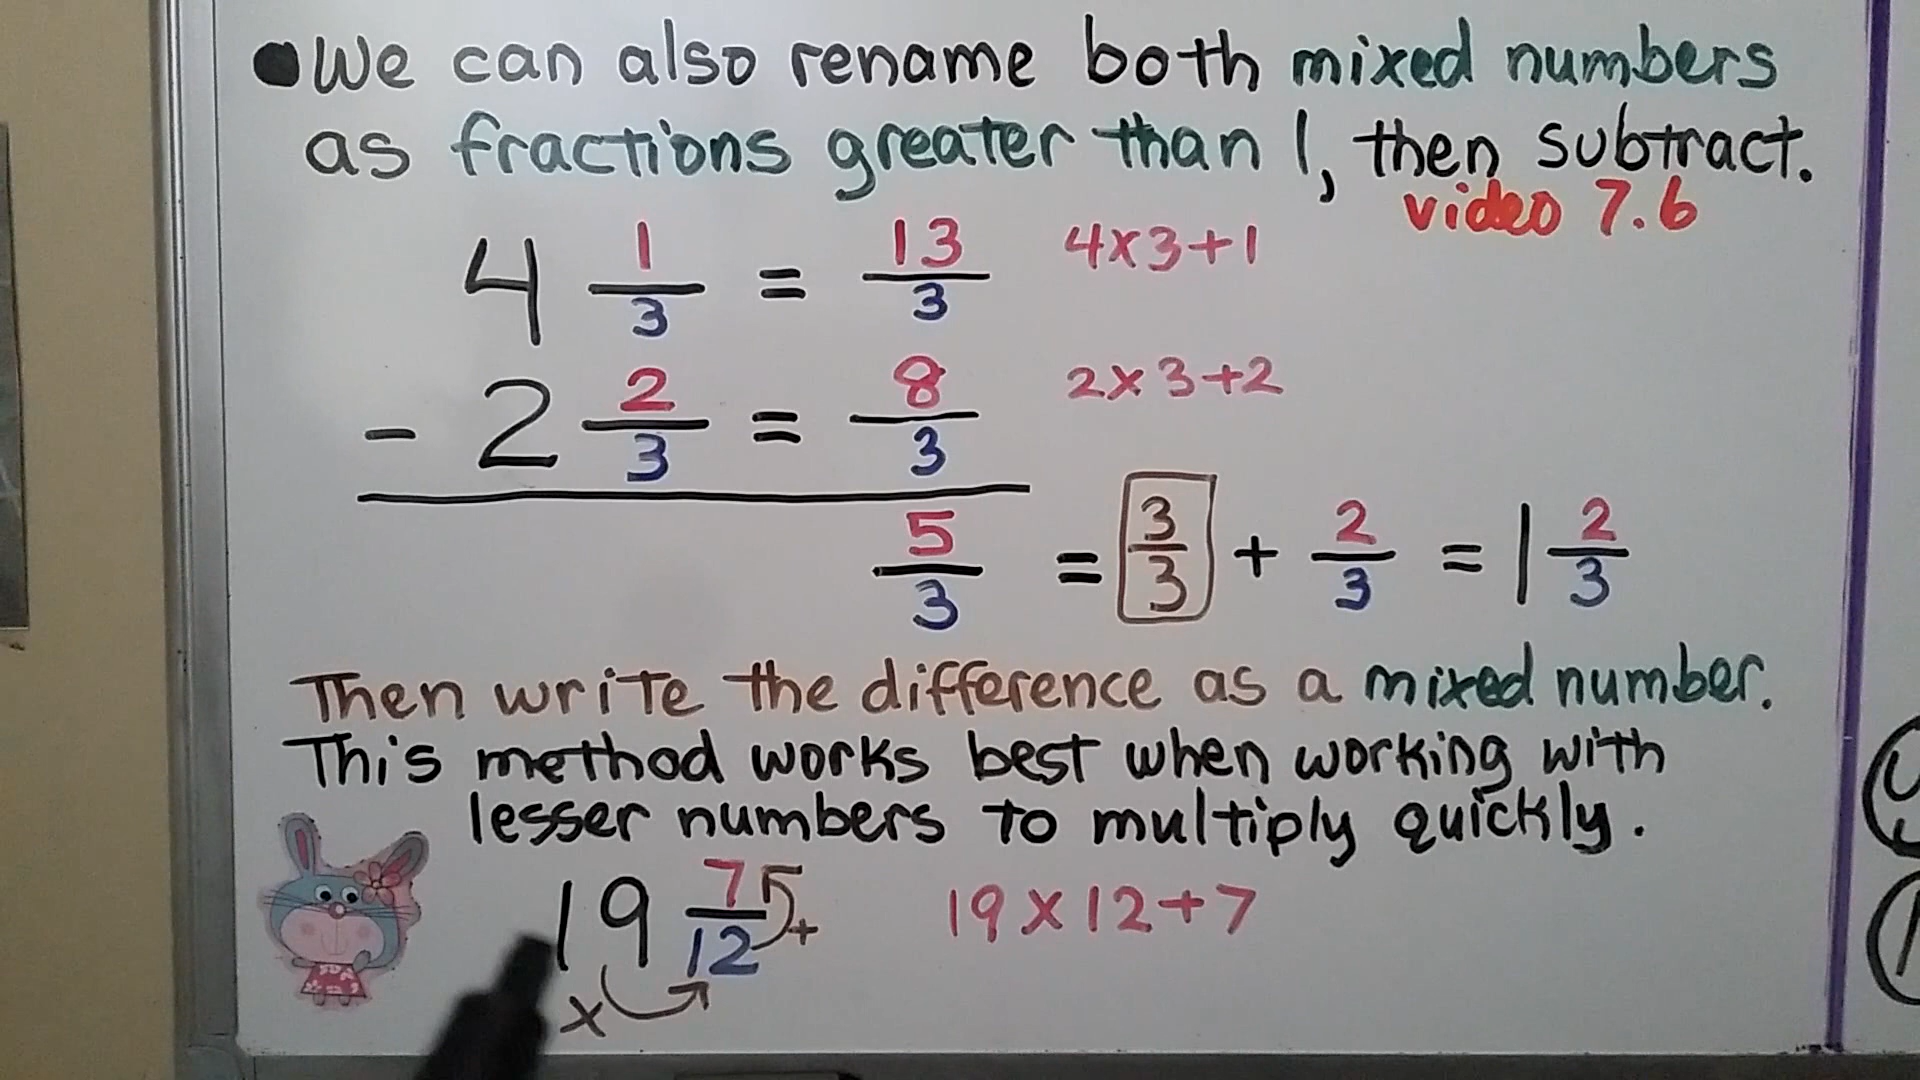 •We can also rename both mixed numbers
as fractions greater than 1, then subtract.
video 7.6
4 1/3 = 13/3 4x3+1
- 2 2/3 = 8/3 2x3+2
5/3 = 3/3 + 2/3 = 1 2/3
Then write the difference as a mixed number.
This method works best when working with
lesser numbers to multiply quickly.
19 7/12 + 19x12+7
x